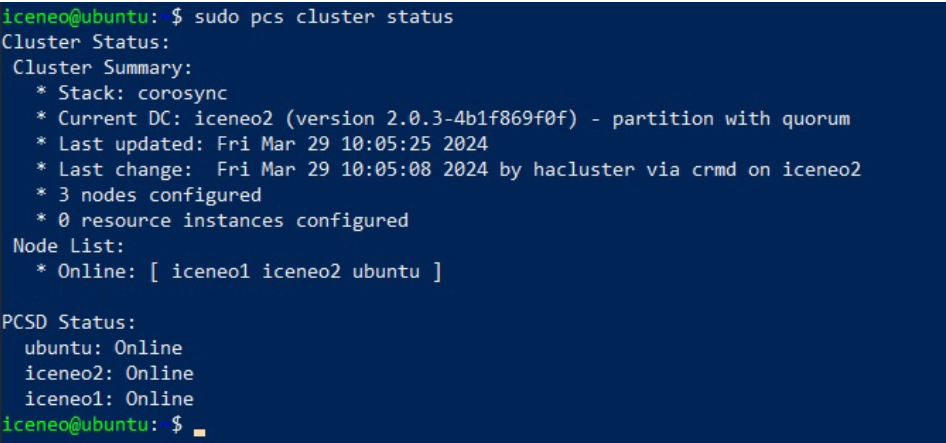 iceneo@ubuntu:~$ sudo pcs cluster status
Cluster Status:
 Cluster Summary:
   * Stack: corosync
   * Current DC: iceneo2 (version 2.0.3-4b1f869f0f) - partition with quorum
   * Last updated: Fri Mar 29 10:05:25 2024
   * Last change:  Fri Mar 29 10:05:08 2024 by hacluster via crmd on iceneo2
   * 3 nodes configured
   * 0 resource instances configured
 Node List:
   * Online: [ iceneo1 iceneo2 ubuntu ]

PCSD Status:
  ubuntu: Online
  iceneo2: Online
  iceneo1: Online
iceneo@ubuntu:~$